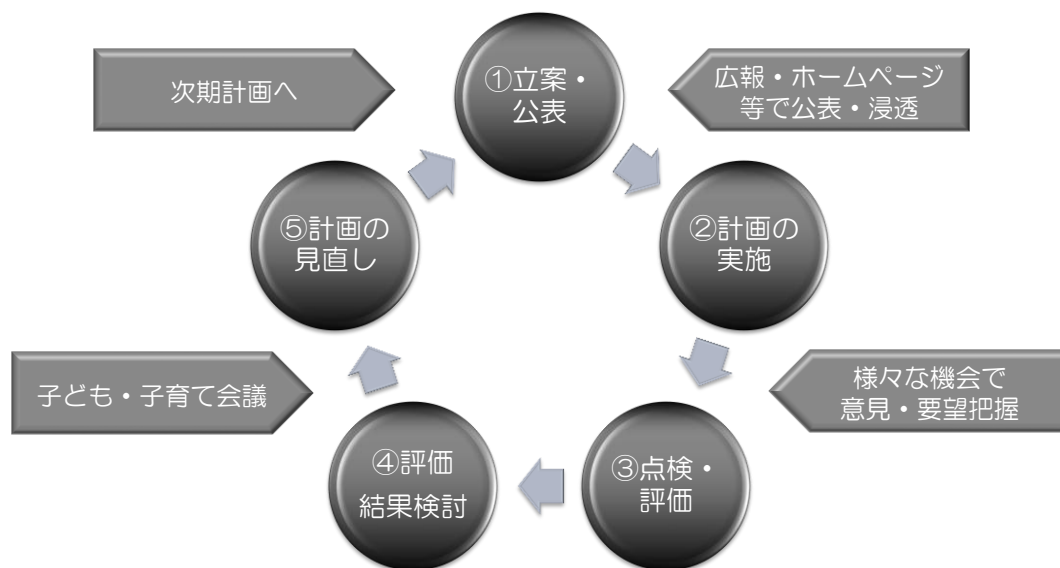 次期計画へ
①立案・
公表
広報・ホームページ
等で公表・浸透
⑤計画の
見直し
②計画の
実施
子ども・子育て会議
様々な機会で
意見・要望把握
④評価
結果検討
③点検・
評価